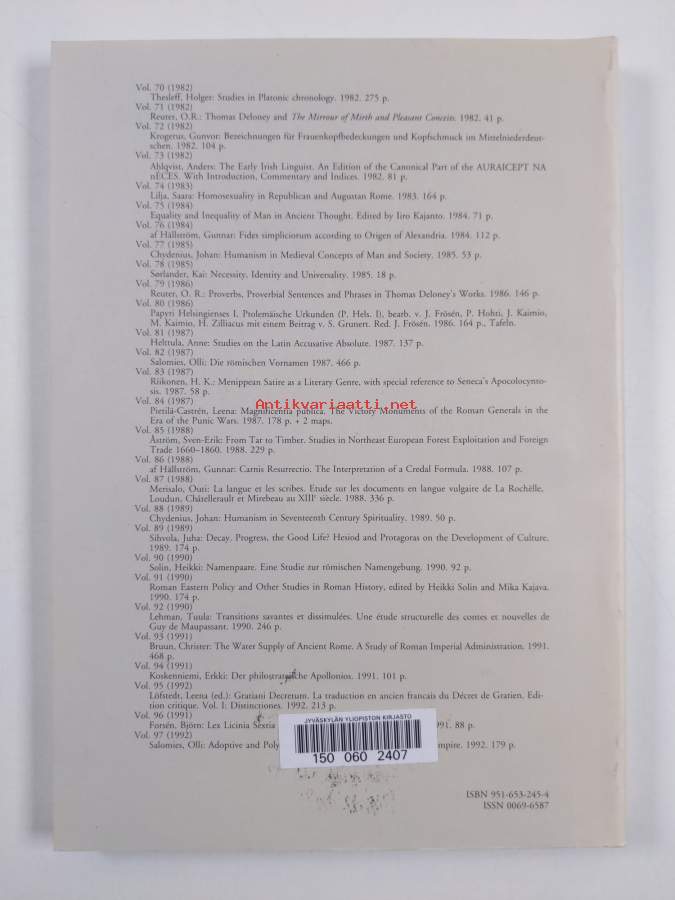 Vol. 70 (1982)
Thesleff, Holger: Studies in Platonic chronology. 1982. 275 p.
Vol. 71 (1982)
Reuter, O.R.: Thomas Deloney and The Mirrour of Mirth and Pleasant Conceits. 1982. 41 p.
Vol. 72 (1982)
Krogerus, Gunvor: Bezeichnungen für Frauenkopfbedeckungen und Kopfschmuck im Mittelniederdeut-
schen. 1982. 104 p.
Vol. 73 (1982)
Ahlqvist, Anders: The Early Irish Linguist. An Edition of the Canonical Part of the AURAICEPT NA
nÉCES. With Introduction, Commentary and Indices. 1982. 81 p.
Vol. 74 (1983)
Lilja, Saara: Homosexuality in Republican and Augustan Rome. 1983. 164 p.
Vol. 75 (1984)
Equality and Inequality of Man in Ancient Thought. Edited by Iiro Kajanto. 1984. 71 p.
Vol. 76 (1984)
af Hällström, Gunnar: Fides simpliciorum according to Origen of Alexandria. 1984. 112 p.
Vol. 77 (1985)
Chydenius, Johan: Humanism in Medieval Concepts of Man and Society. 1985. 53 p.
Vol. 78 (1985)
Sørlander, Kai: Necessity, Identity and Universality. 1985. 18 p.
Vol. 79 (1986)
Reuter, O. R.: Proverbs, Proverbial Sentences and Phrases in Thomas Deloney's Works. 1986. 146 p.
Vol. 80 (1986)
Papyri Helsingienses I. Ptolemäische Urkunden (P. Hels. I), bearb. v. J. Frösén, P. Hohti, J. Kaimio,
M. Kaimio, H. Zilliacus mit einem Beitrag v. S. Grunert. Red. J. Frösén. 1986. 164 p., Tafeln.
Vol. 81 (1987)
Helttula, Anne: Studies on the Latin Accusative Absolute. 1987. 137 p.
Vol. 82 (1987)
Salomies, Olli: Die römischen Vornamen 1987. 466 p.
Vol. 83 (1987)
Riikonen, H. K.: Menippean Satire as a Literary Genre, with special reference to Seneca's Apocolocynto-
sis. 1987. 58 p.
Vol. 84 (1987)
Antikvariaatti.net
Pietilä-Castrén, Leena: Magnificentia publica. The Victory Monuments of the Roman Generals in the
Era of the Punic Wars. 1987. 178 p. + 2 maps.
Vol. 85 (1988)
Åström, Sven-Erik: From Tar to Timber. Studies in Northeast European Forest Exploitation and Foreign
Trade 1660–1860. 1988. 229 p.
Vol. 86 (1988)
af Hällström, Gunnar: Carnis Resurrectio. The Interpretation of a Credal Formula. 1988. 107 p.
Vol. 87 (1988)
Merisalo, Outi: La langue et les scribes. Etude sur les documents en langue vulgaire de La Rochelle,
Loudun, Châtellerault et Mirebeau au XIIIe siècle. 1988. 336 p.
Vol. 88 (1989)
Chydenius, Johan: Humanism in Seventeenth Century Spirituality. 1989. 50 p.
Vol. 89 (1989)
Sihvola, Juha: Decay, Progress, the Good Life? Hesiod and Protagoras on the Development of Culture.
1989. 174 p.
Vol. 90 (1990)
Solin, Heikki: Namenpaare. Eine Studie zur römischen Namengebung. 1990. 92 p.
Vol. 91 (1990)
Roman Eastern Policy and Other Studies in Roman History, edited by Heikki Solin and Mika Kajava.
1990. 174 p.
Vol. 92 (1990)
Lehman, Tuula: Transitions savantes et dissimulées. Une étude structurelle des contes et nouvelles de
Guy de Maupassant. 1990. 246 p.
Vol. 93 (1991)
Bruun, Christer: The Water Supply of Ancient Rome. A Study of Roman Imperial Administration. 1991.
468 p.
Vol. 94 (1991)
Koskenniemi, Erkki: Der philostrateische Apollonios. 1991. 101 p.
Vol. 95 (1992)
Löfstedt, Leena (ed.): Gratiani Decretum. La traduction en ancien francais du Décret de Gratien. Edi-
tion critique. Vol. I: Distinctiones. 1992. 213 p.
Vol. 96 (1991)
Forsén, Björn: Lex Licinia Sextia 91. 88 p.
Vol. 97 (1992)
Salomies, Olli: Adoptive and Poly mpire. 1992. 179 p.
JYVÄSKYLÄN YLIOPISTON KIRJASTO
150 060 2407
ISBN 951-653-245-4
ISSN 0069-6587